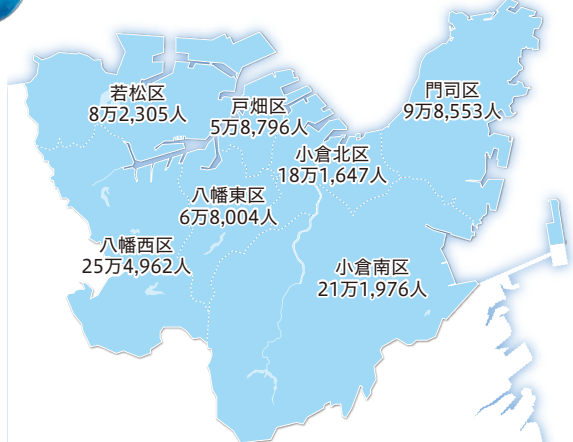 若松区
8万2,305人
戸畑区
5万8,796人
門司区
9万8,553人
小倉北区
18万1,647人
八幡東区
6万8,004人
八幡西区
25万4,962人
小倉南区
21万1,976人